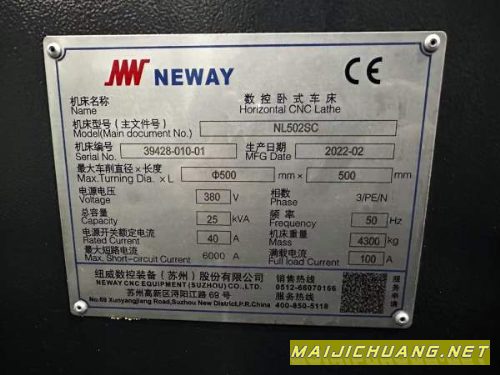 NEWAY CE
机床名称 数控卧式车床
Name Horizontal CNC Lathe
机床型号(主文件号) NL502SC
Model(Main document No.)
机床编号 39428-010-01 生产日期 2022-02
Serial No. MFG Date
最大车削直径×长度 Φ500 mm× 500 mm
Max.Turning Dia. × L
电源电压 380 V 相数 3/PE/N
Voltage Phase
总容量 25 kVA 频率 50 Hz
Capacity Frequency
电源开关额定电流 40 A 机床重量 4300 kg
Rated Current Mass
最大短路电流 6000 A 满载电流 100 A
Max. Short-circuit Current Full load Current
纽威数控装备(苏州)股份有限公司 销售热线
NEWAY CNC EQUIPMENT (SUZHOU) CO.,LTD. 0512-66070166
苏州高新区浔阳江路 69 号 服务热线
No.69 Xunyangjiang Road,Suzhou New District,P.R.China 400-850-5118
服务申请
MAIJICHUANG.NET